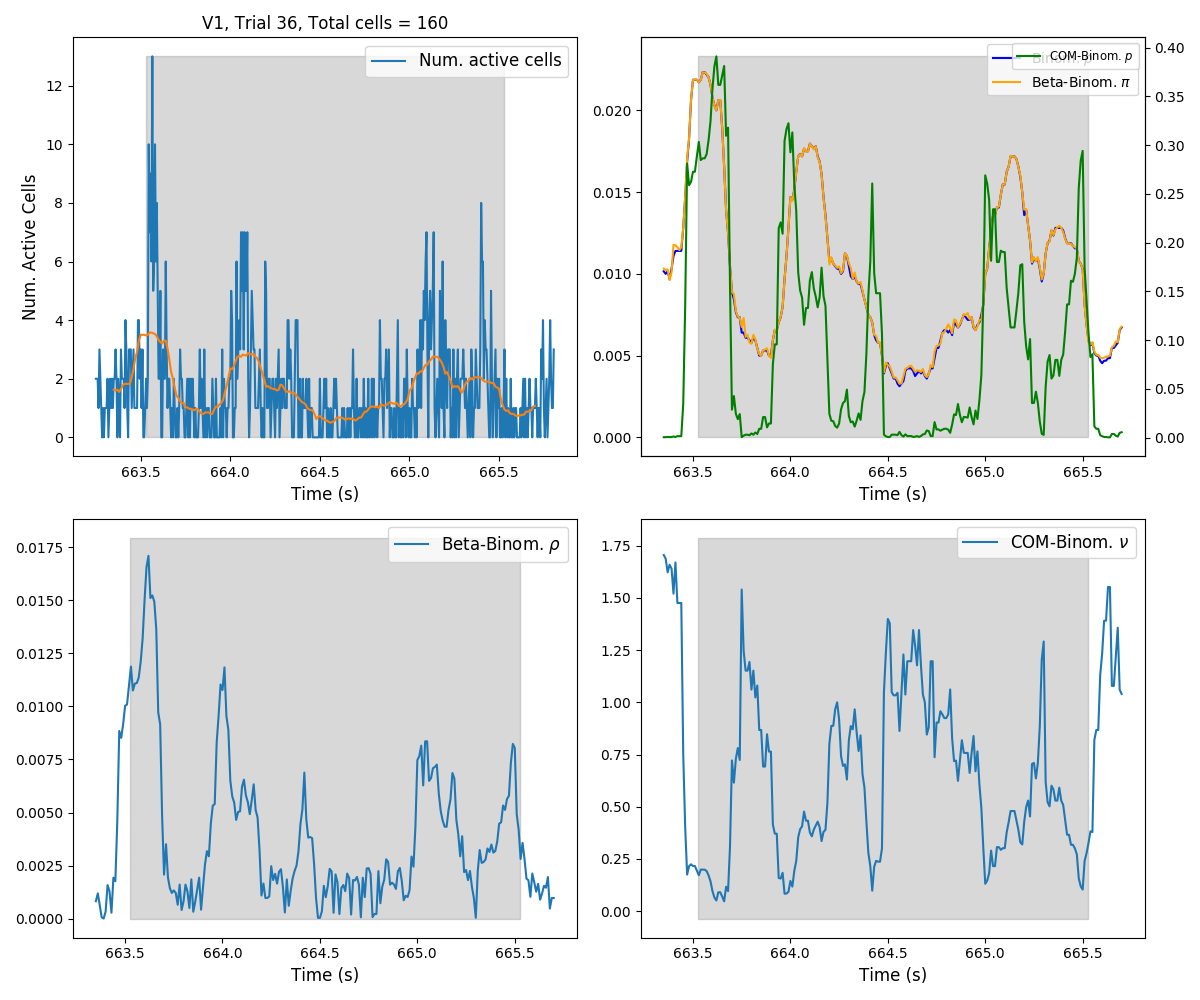 V1, Trial 36, Total cells = 160
Num. Active Cells
Num. active cells
12
10
8
6
4
2
0
663.5 664.0 664.5 665.0 665.5
Time (s)
COM-Binom. p
Beta-Binom. π
0.020
0.015
0.010
0.005
0.000
0.40
0.35
0.30
0.25
0.20
0.15
0.10
0.05
0.00
663.5 664.0 664.5 665.0 665.5
Time (s)
Beta-Binom. ρ
0.0175
0.0150
0.0125
0.0100
0.0075
0.0050
0.0025
0.0000
663.5 664.0 664.5 665.0 665.5
Time (s)
COM-Binom. ν
1.75
1.50
1.25
1.00
0.75
0.50
0.25
0.00
663.5 664.0 664.5 665.0 665.5
Time (s)